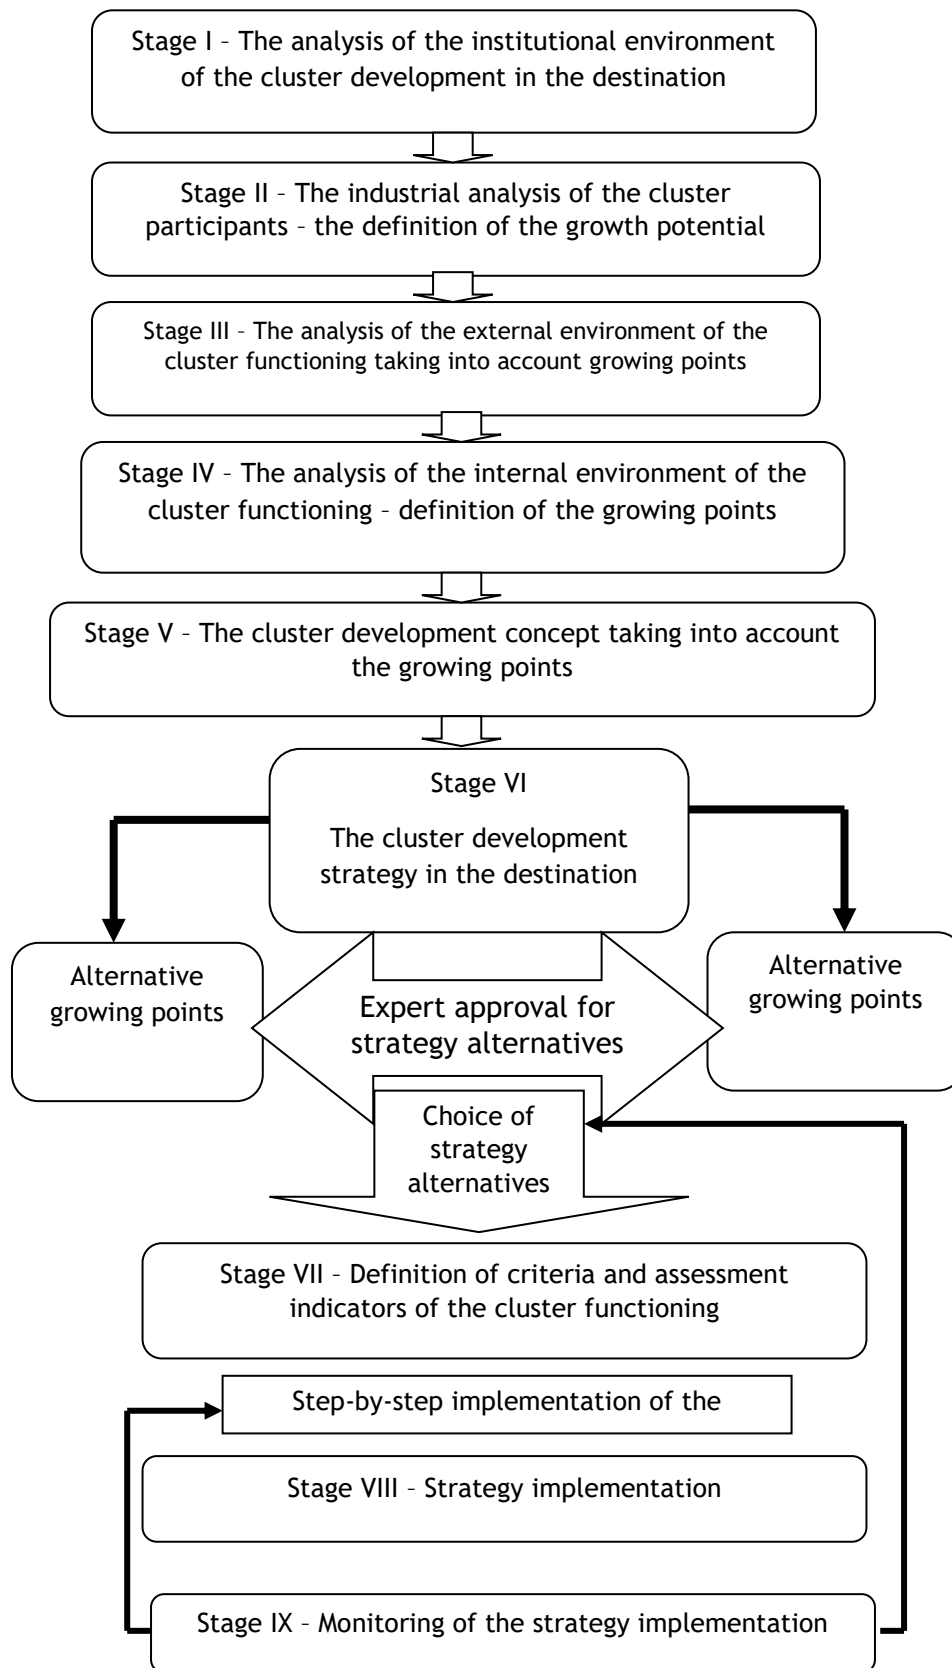 Stage I – The analysis of the institutional environment
of the cluster development in the destination
Stage II – The industrial analysis of the cluster
participants – the definition of the growth potential
Stage III – The analysis of the external environment of the
cluster functioning taking into account growing points
Stage IV – The analysis of the internal environment of the
cluster functioning – definition of the growing points
Stage V – The cluster development concept taking into account
the growing points
Stage VI
The cluster development
strategy in the destination
Alternative
growing points
Expert approval for
strategy alternatives
Alternative
growing points
Choice of
strategy
alternatives
Stage VII – Definition of criteria and assessment
indicators of the cluster functioning
Step-by-step implementation of the
Stage VIII – Strategy implementation
Stage IX – Monitoring of the strategy implementation